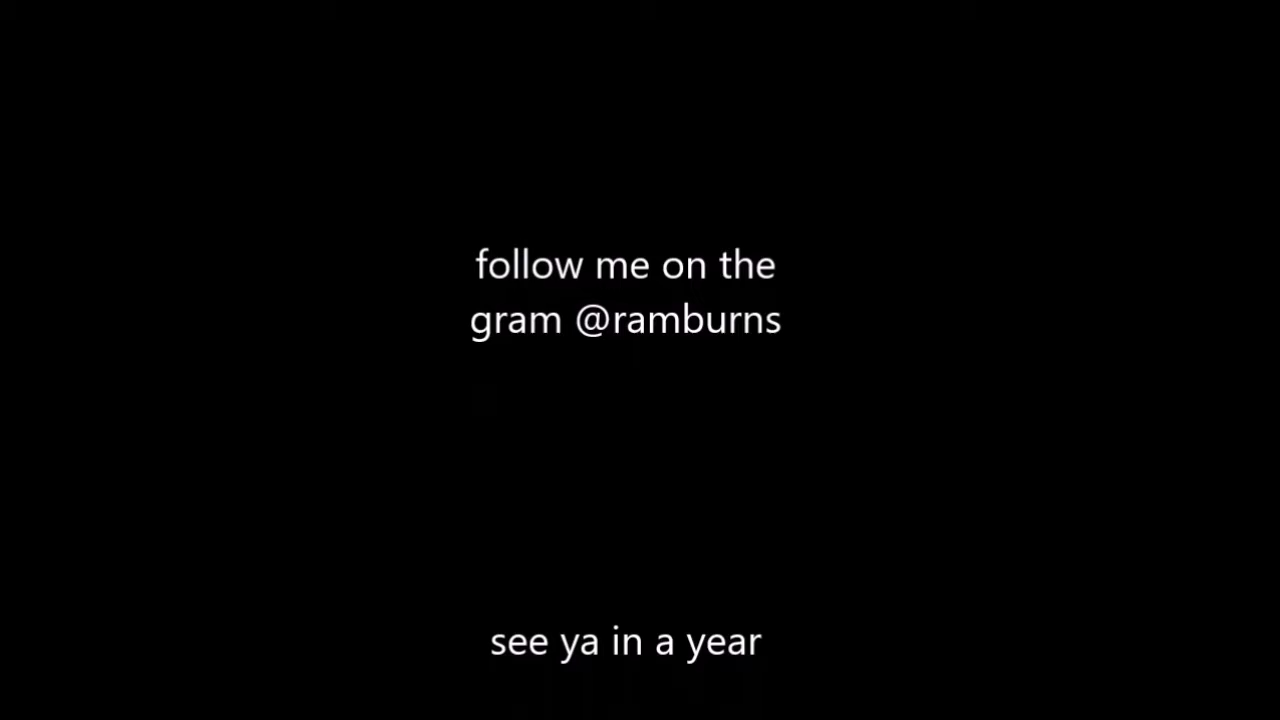 follow me on the
gram @ramburns
see ya in a year